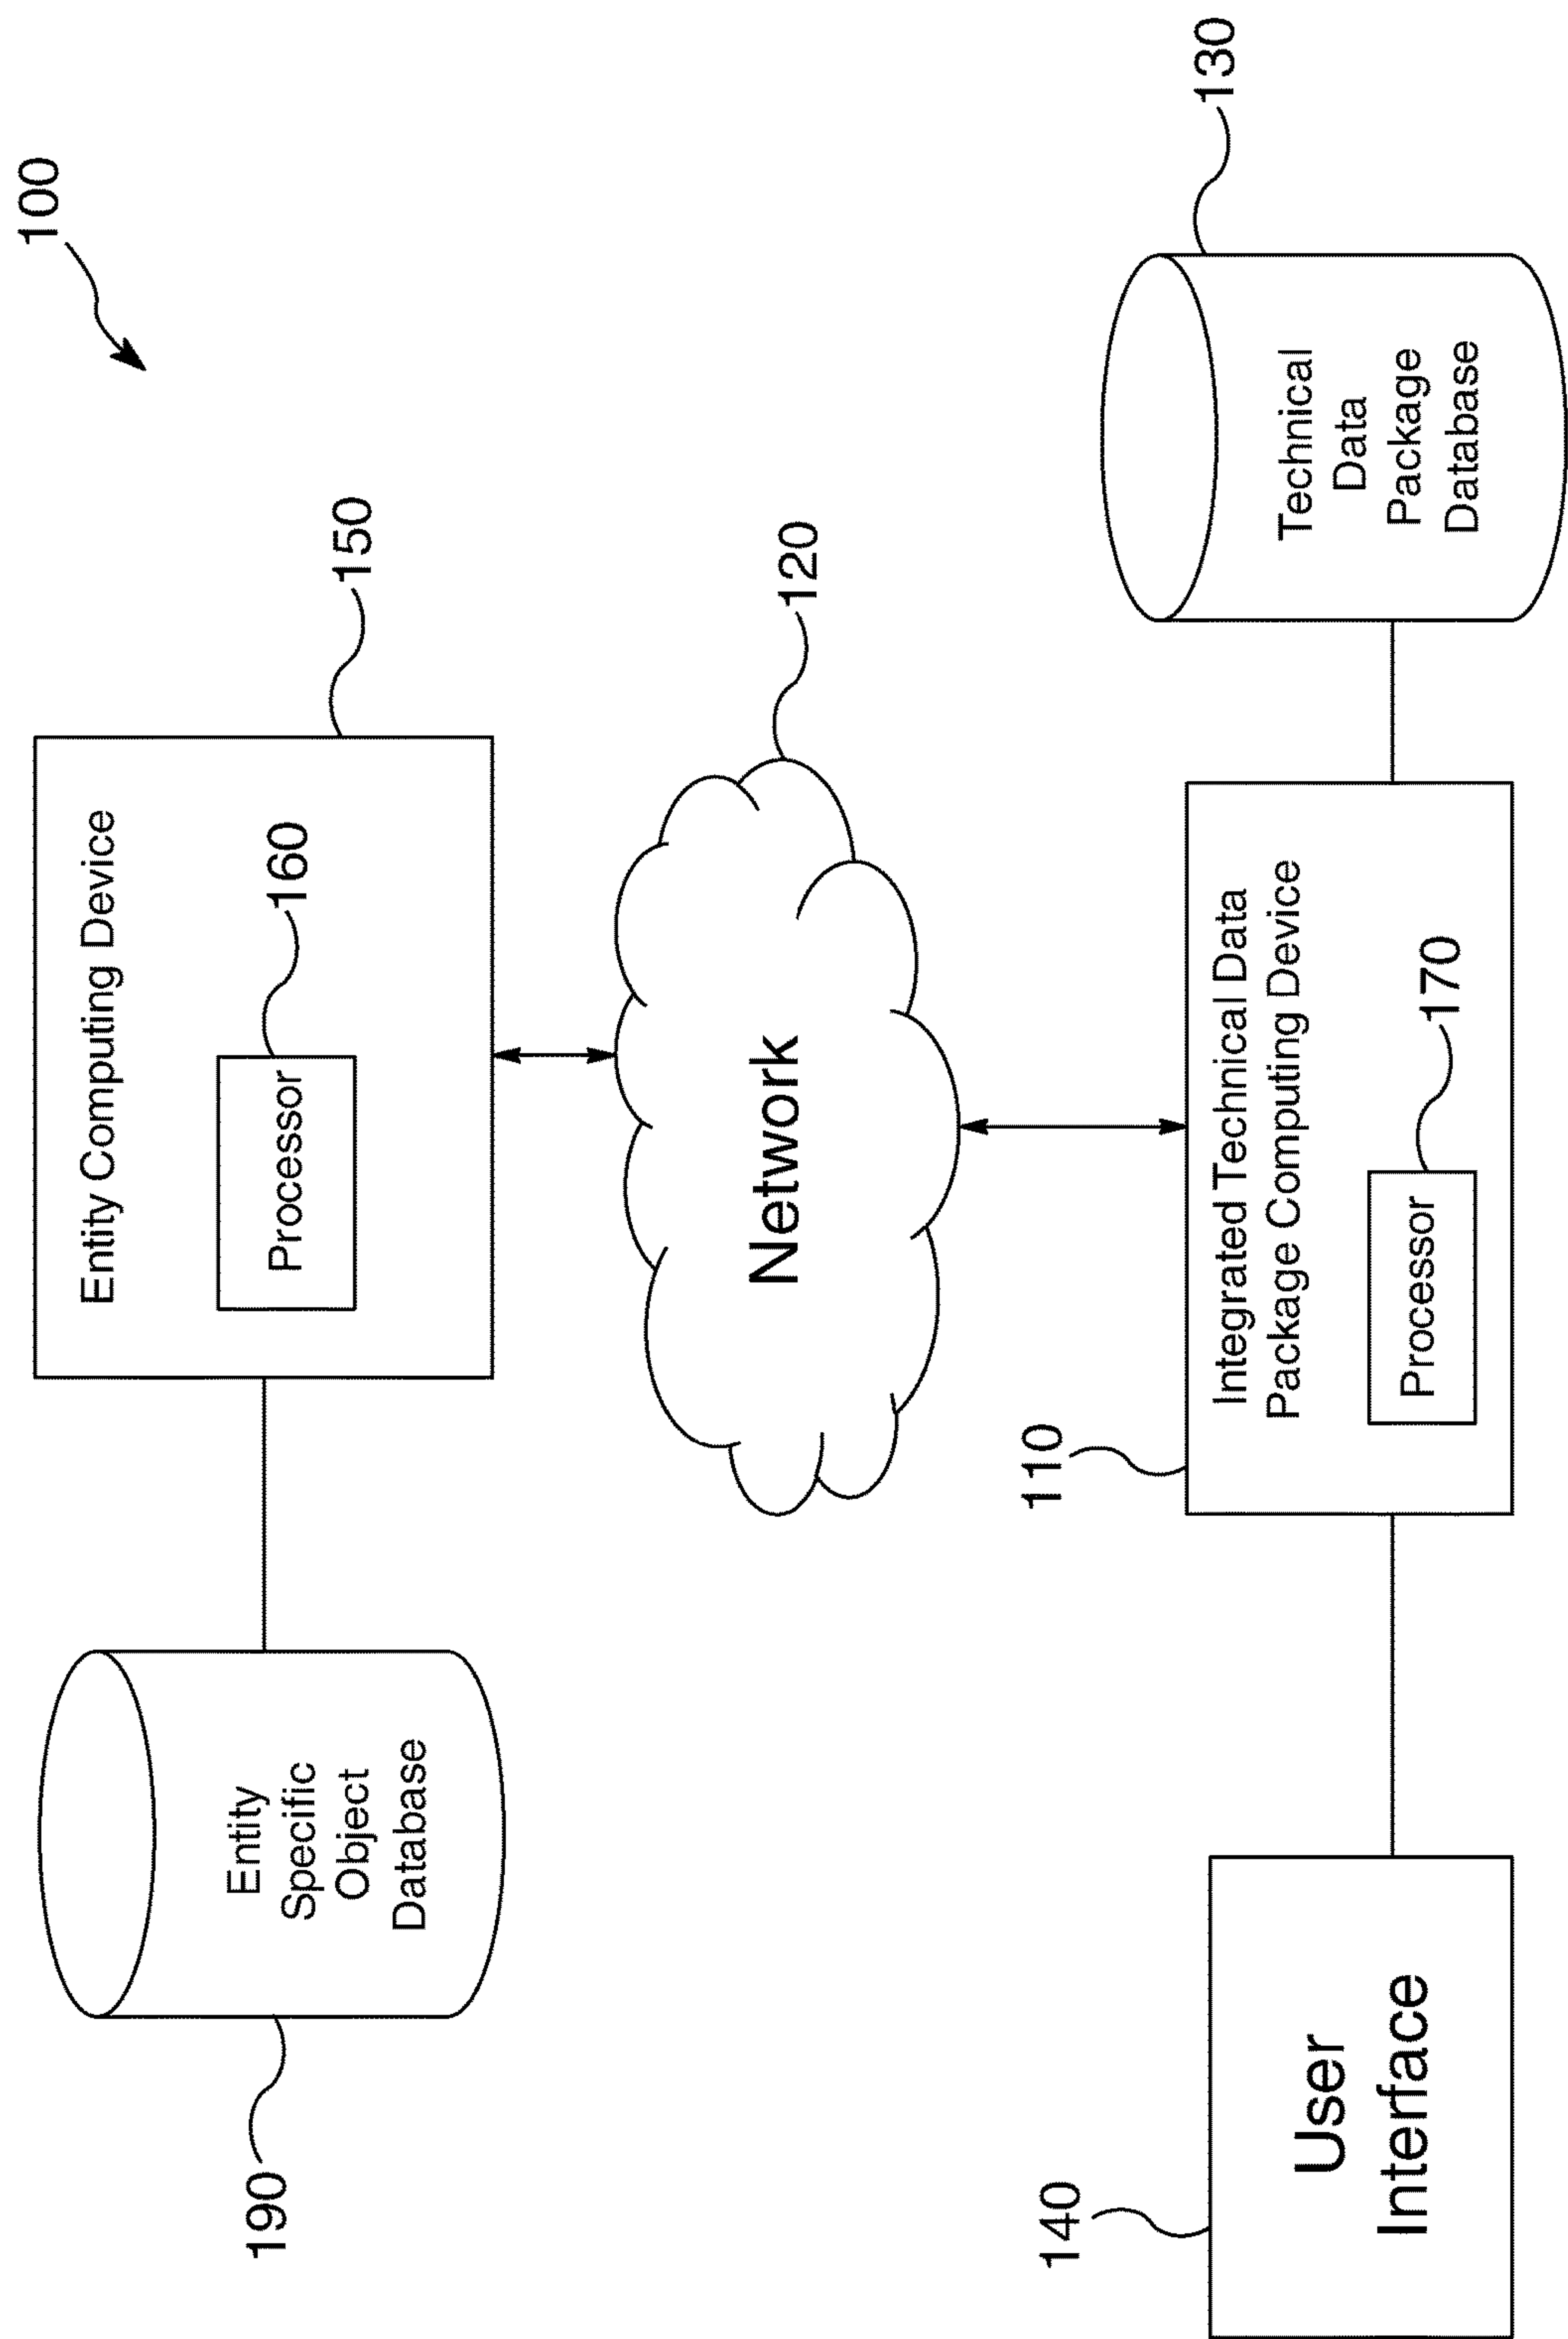 100
190
Entity
Specific
Object
Database
Entity Computing Device
150
Processor
160
Network
120
140
User
Interface
110
Integrated Technical Data
Package Computing Device
Processor
170
130
Technical
Data
Package
Database